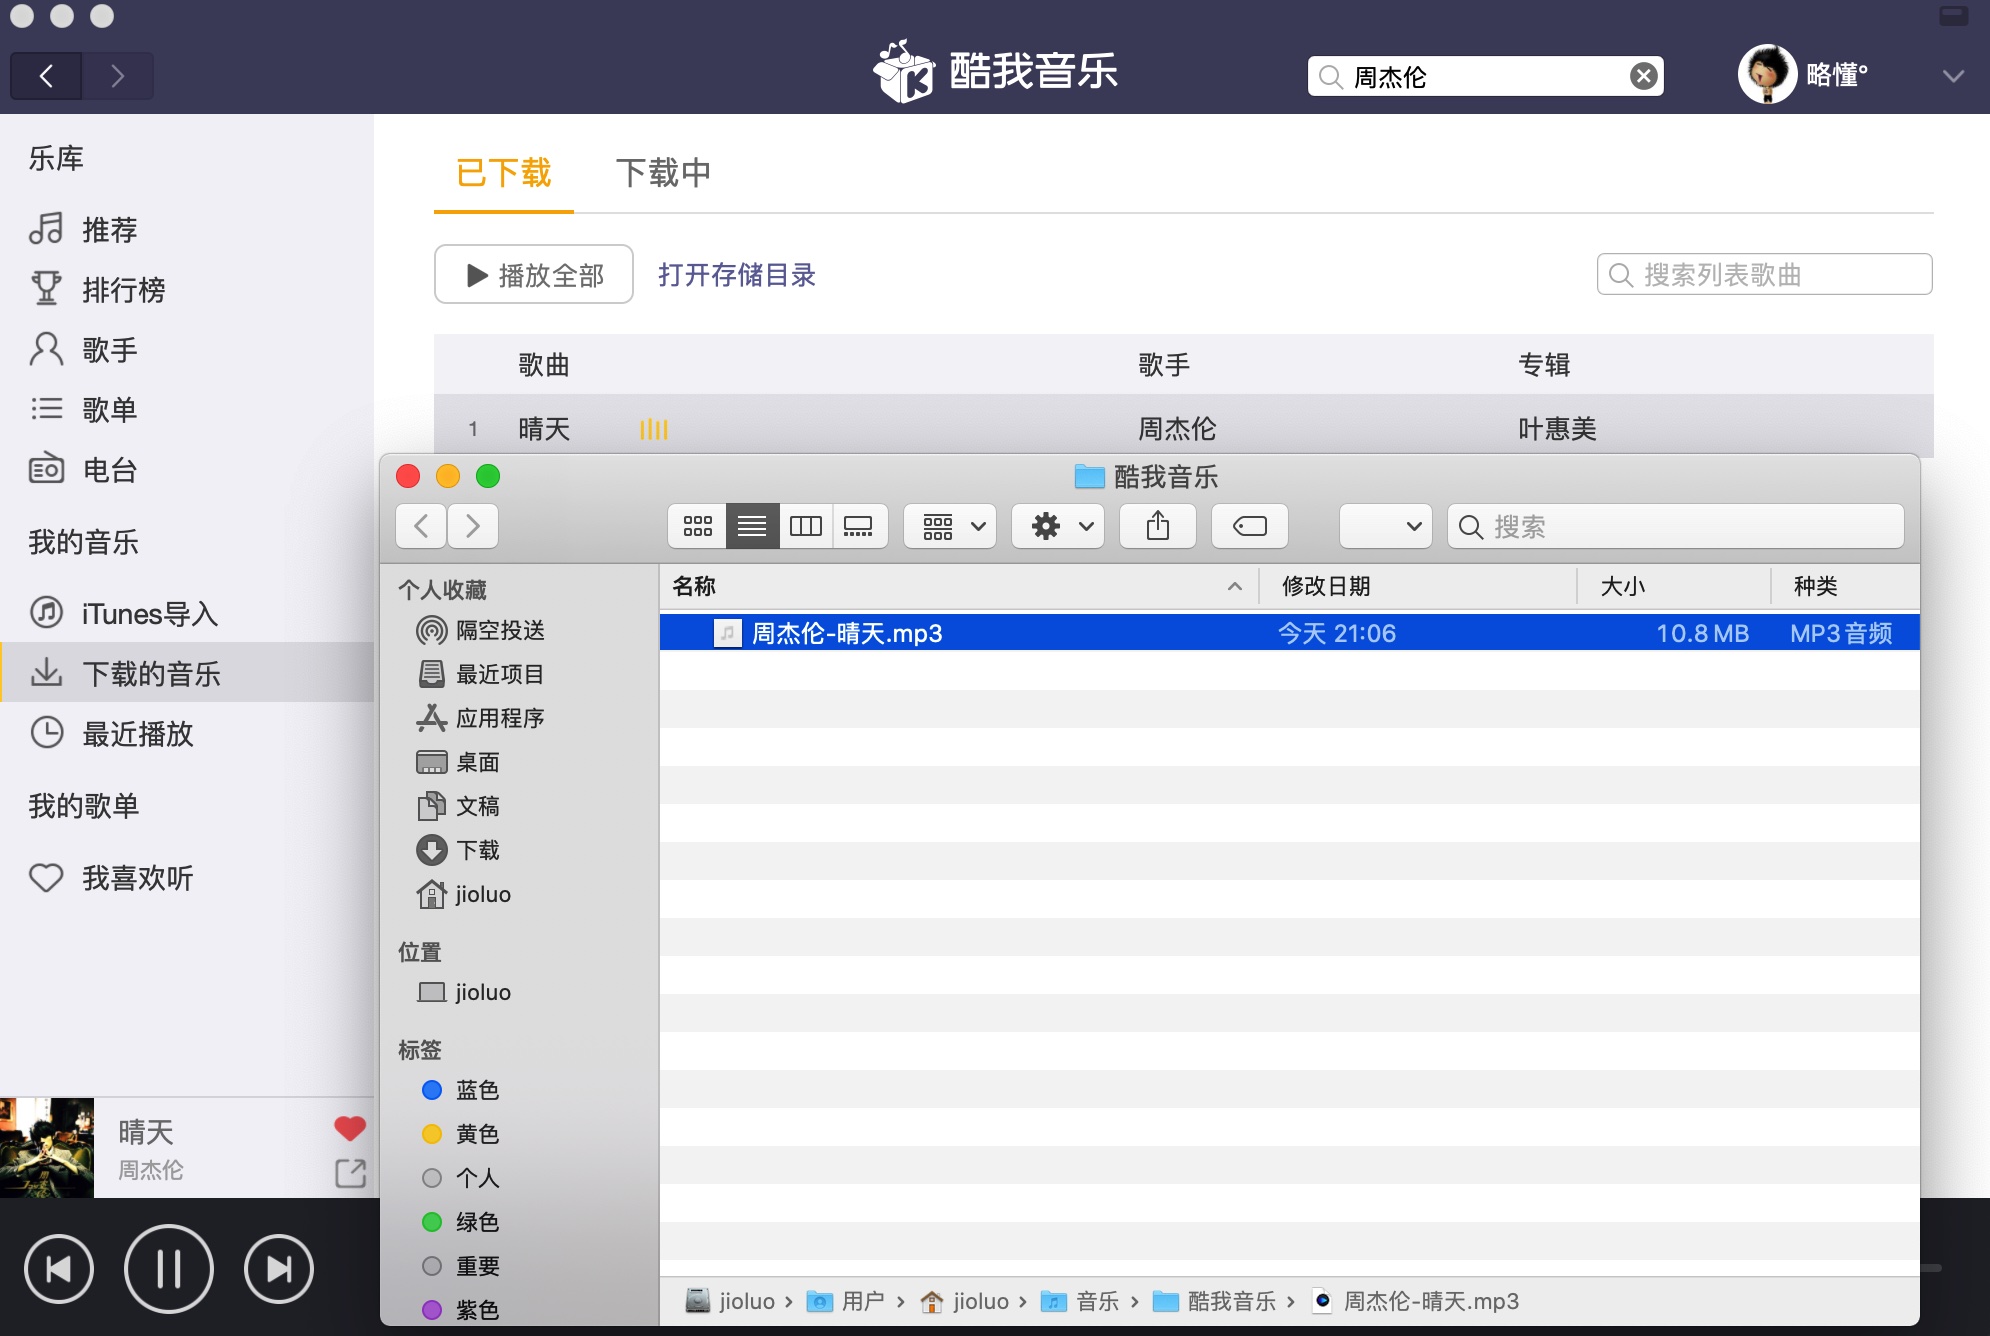 酷我音乐
周杰伦
略懂°
乐库
推荐
排行榜
歌手
歌单
电台
我的音乐
iTunes导入
下载的音乐
最近播放
我的歌单
我喜欢听
晴天
周杰伦
已下载 下载中
播放全部 打开存储目录 搜索列表歌曲
歌曲 歌手 专辑
1 晴天 周杰伦 叶惠美
酷我音乐
搜索
个人收藏
隔空投送
最近项目
应用程序
桌面
文稿
下载
jioluo
位置
jioluo
标签
蓝色
黄色
个人
绿色
重要
紫色
名称 修改日期 大小 种类
周杰伦-晴天.mp3 今天 21:06 10.8 MB MP3音频
jioluo › 用户 › jioluo › 音乐 › 酷我音乐 › 周杰伦-晴天.mp3